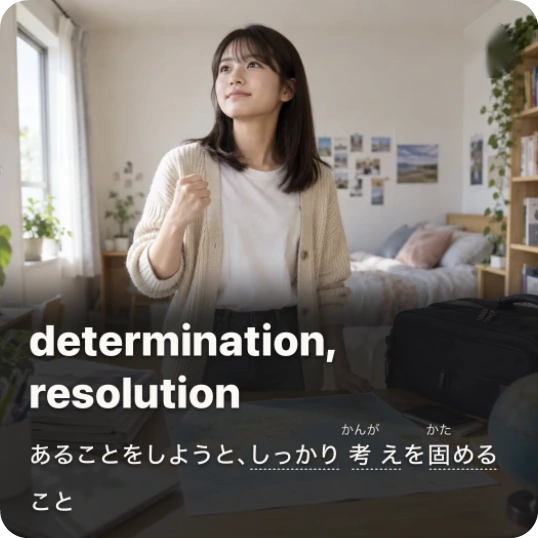 determination,
resolution
あることをしようと、しっかり考えを固める
こと